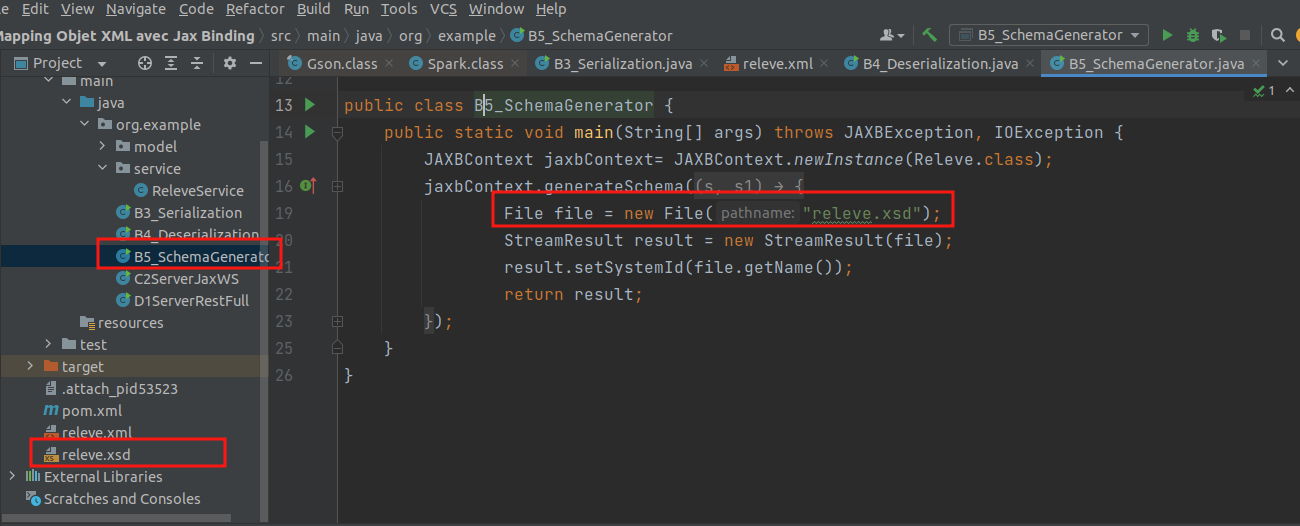 e Edit View Navigate Code Refactor Build Run Tools VCS Window Help
Mapping Objet XML avec Jax Binding) src main java org example B5_SchemaGenerator B5_SchemaGenerator
Project Gson.class Spark.class B3_Serialization.java releve.xml B4_Deserialization.java B5_SchemaGenerator.java
main
java
org.example
model
service
ReleveService
B3_Serialization
B4_Deserialization
B5_SchemaGenerato
C2ServerJaxWS
D1ServerRestFull
resources
test
target
.attach_pid53523
pom.xml
releve.xml
releve.xsd
External Libraries
Scratches and Consoles
12
1
13 public class B5_SchemaGenerator {
14 public static void main(String[] args) throws JAXBException, IOException {
15 JAXBContext jaxbContext= JAXBContext.newInstance(Releve.class);
16 jaxbContext.generateSchema((s, s1) → {
19 File file = new File( pathname: "releve.xsd");
20 StreamResult result = new StreamResult(file);
21 result.setSystemId(file.getName());
22 return result;
23 });
25 }
26 }